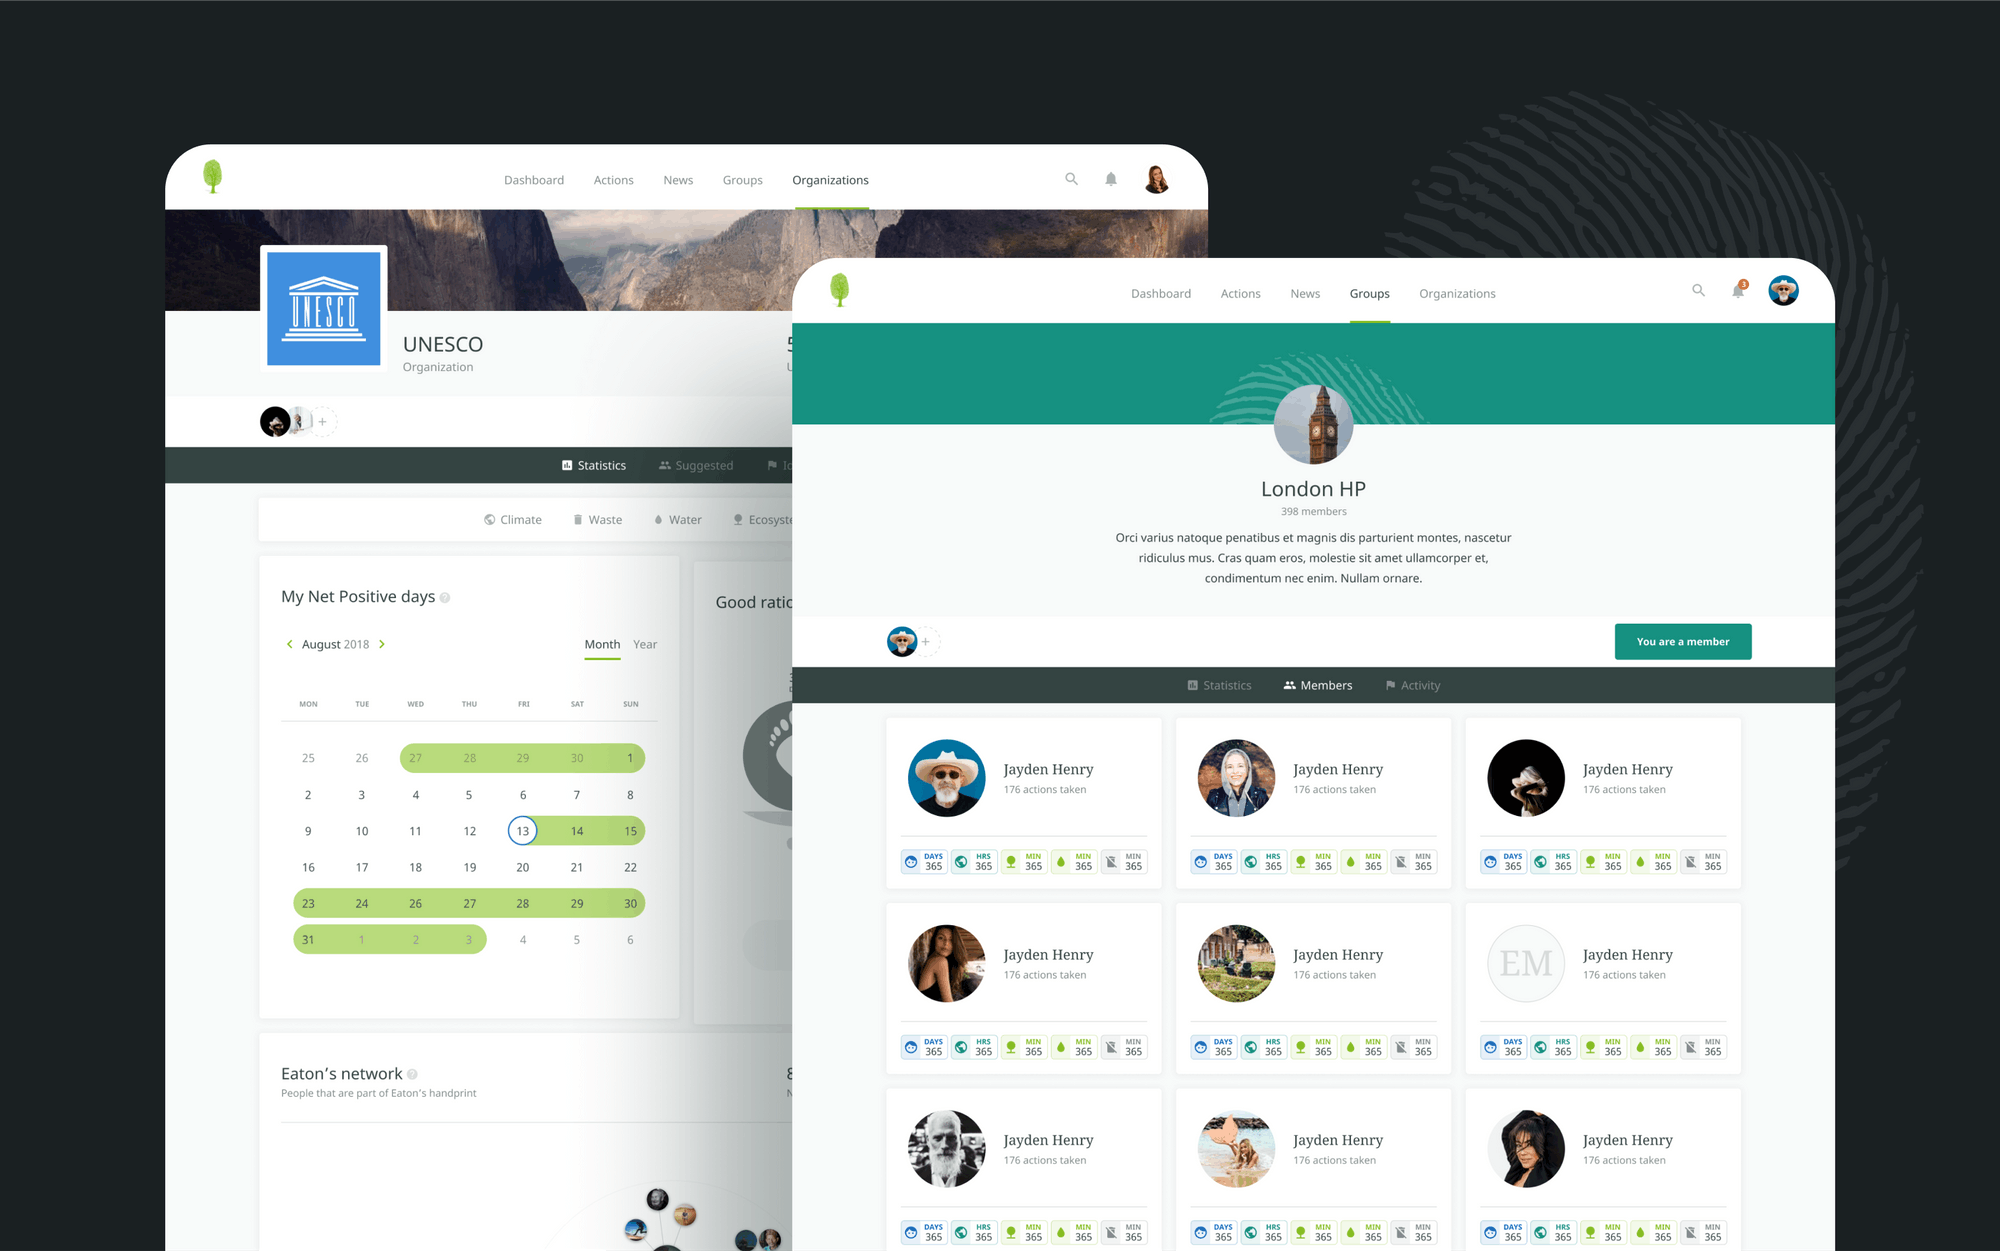 Dashboard Actions News Groups Organizations
UNESCO
UNESCO
Organization
Statistics Suggested
Climate Waste Water
My Net Positive days
August 2018
Month Year
MON TUE WED THU FRI SAT SUN
25 26 27 28 29 30 1
2 3 4 5 6 7 8
9 10 11 12 13 14 15
16 17 18 19 20 21 22
23 24 26 27 28 29 30
31 1 2 3 4 5 6
Good
Eaton’s network
People that are part of Eaton’s handprint
Dashboard Actions News Groups Organizations
3
London HP
398 members
Orci varius natoque penatibus et magnis dis parturient montes, nascetur
ridiculus mus. Cras quam eros, molestie sit amet ullamcorper et,
condimentum nec enim. Nullam ornare.
You are a member
Statistics Members Activity
Jayden Henry
176 actions taken
DAYS 365 HRS 365 MIN 365 MIN 365 MIN 365
Jayden Henry
176 actions taken
DAYS 365 HRS 365 MIN 365 MIN 365 MIN 365
Jayden Henry
176 actions taken
DAYS 365 HRS 365 MIN 365 MIN 365 MIN 365
Jayden Henry
176 actions taken
DAYS 365 HRS 365 MIN 365 MIN 365 MIN 365
Jayden Henry
176 actions taken
DAYS 365 HRS 365 MIN 365 MIN 365 MIN 365
EM
Jayden Henry
176 actions taken
DAYS 365 HRS 365 MIN 365 MIN 365 MIN 365
Jayden Henry
176 actions taken
DAYS 365 HRS 365 MIN 365 MIN 365 MIN 365
Jayden Henry
176 actions taken
DAYS 365 HRS 365 MIN 365 MIN 365 MIN 365
Jayden Henry
176 actions taken
DAYS 365 HRS 365 MIN 365 MIN 365 MIN 365